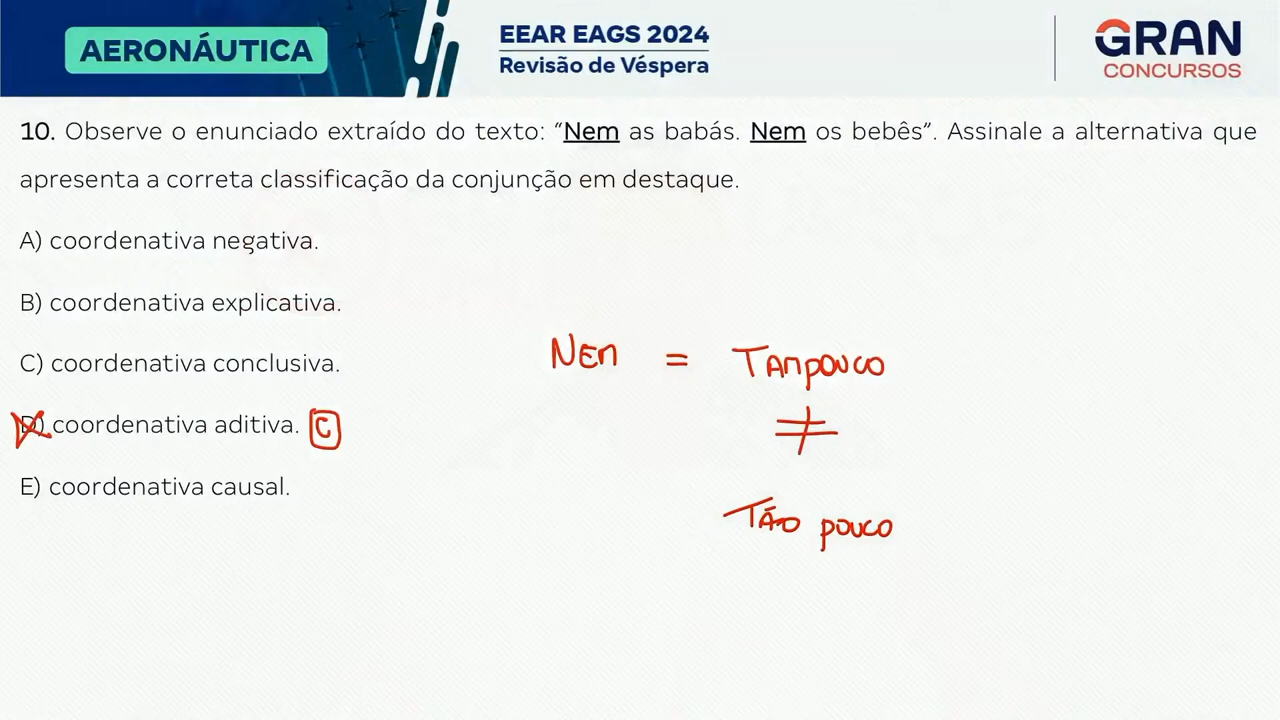 AERONÁUTICA
EEAR EAGS 2024
Revisão de Véspera
GRAN
CONCURSOS
10. Observe o enunciado extraído do texto: “Nem as babás. Nem os bebês”. Assinale a alternativa que
apresenta a correta classificação da conjunção em destaque.
A) coordenativa negativa.
B) coordenativa explicativa.
C) coordenativa conclusiva.
D) coordenativa aditiva. C
E) coordenativa causal.
NEM = TAMPOUCO
≠
TÃO POUCO